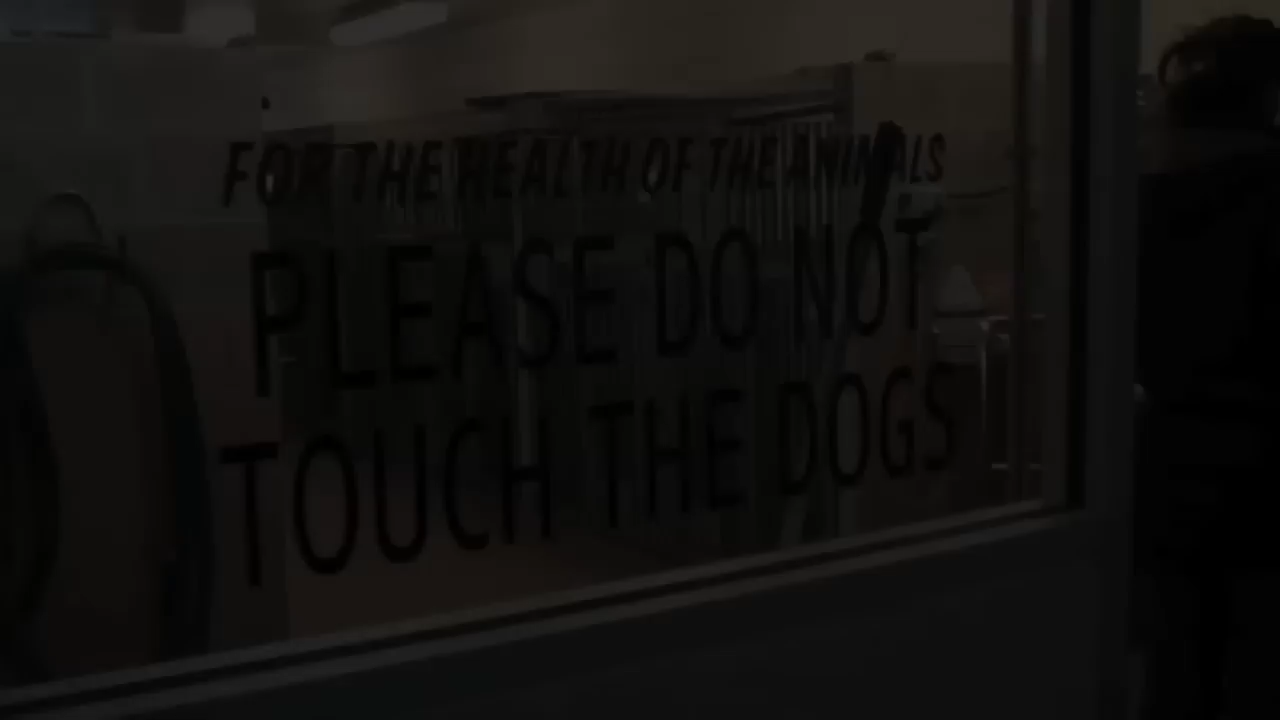 FOR THE HEALTH OF THE ANIMALS
PLEASE DO NOT
TOUCH THE DOGS